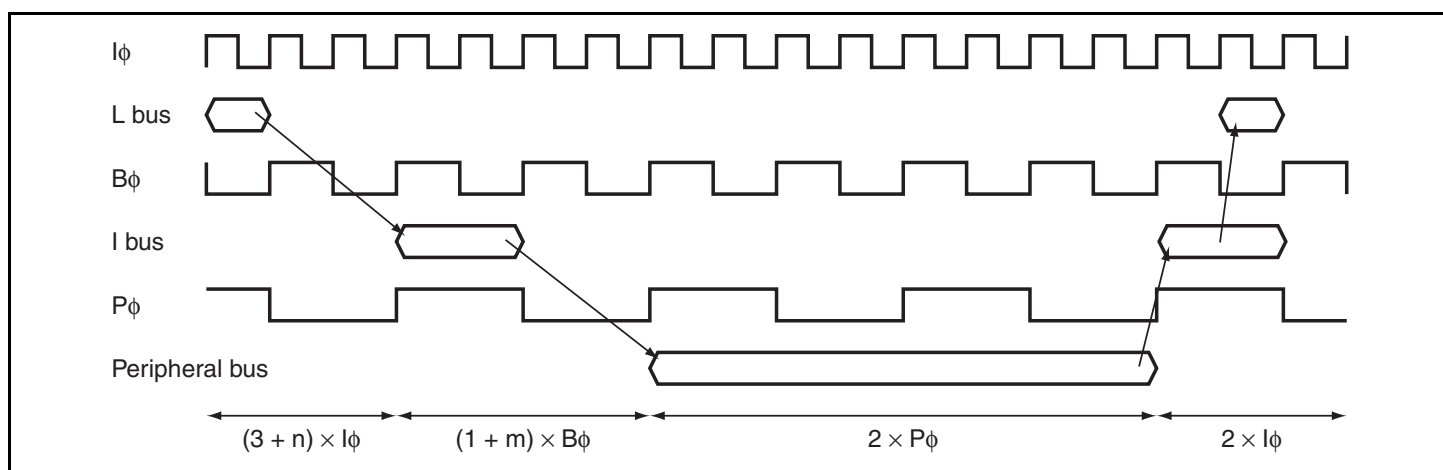 Iϕ
L bus
Bϕ
I bus
Pϕ
Peripheral bus
(3 + n) × Iϕ (1 + m) × Bϕ 2 × Pϕ 2 × Iϕ